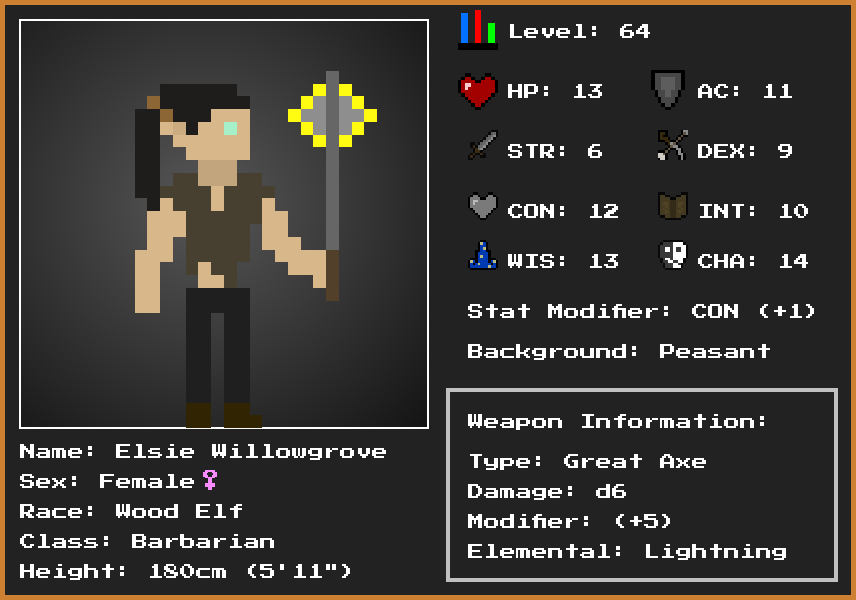 Level: 64
HP: 13 AC: 11
STR: 6 DEX: 9
CON: 12 INT: 10
WIS: 13 CHA: 14
Stat Modifier: CON (+1)
Background: Peasant
Weapon Information:
Type: Great Axe
Damage: d6
Modifier: (+5)
Elemental: Lightning
Name: Elsie Willowgrove
Sex: Female♀
Race: Wood Elf
Class: Barbarian
Height: 180cm (5'11")